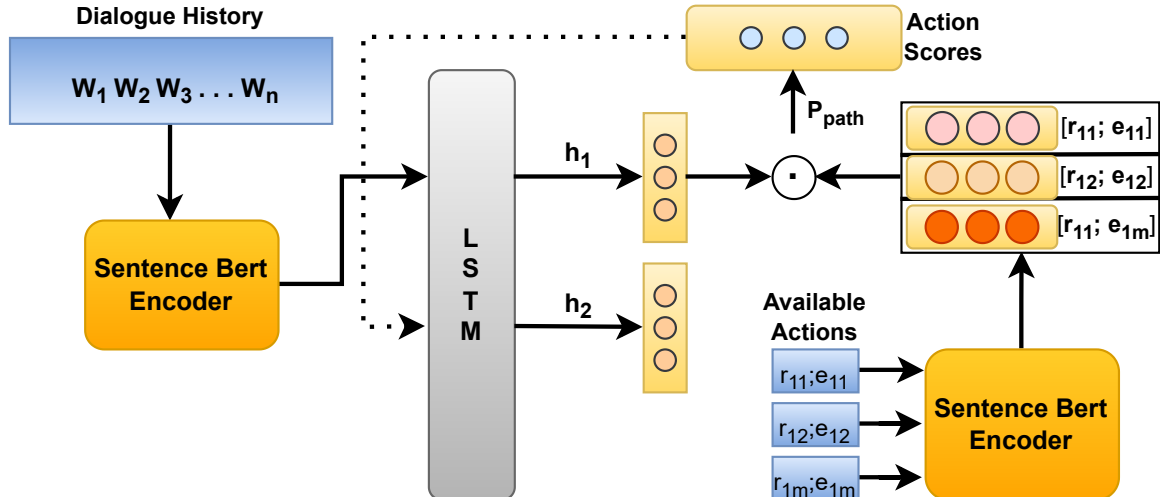 Dialogue History
W1 W2 W3 . . . Wn
Sentence Bert
Encoder
L
S
T
M
h1
h2
Action
Scores
Ppath
[r11; e11]
[r12; e12]
[r11; e1m]
Available
Actions
r11;e11
r12;e12
r1m;e1m
Sentence Bert
Encoder